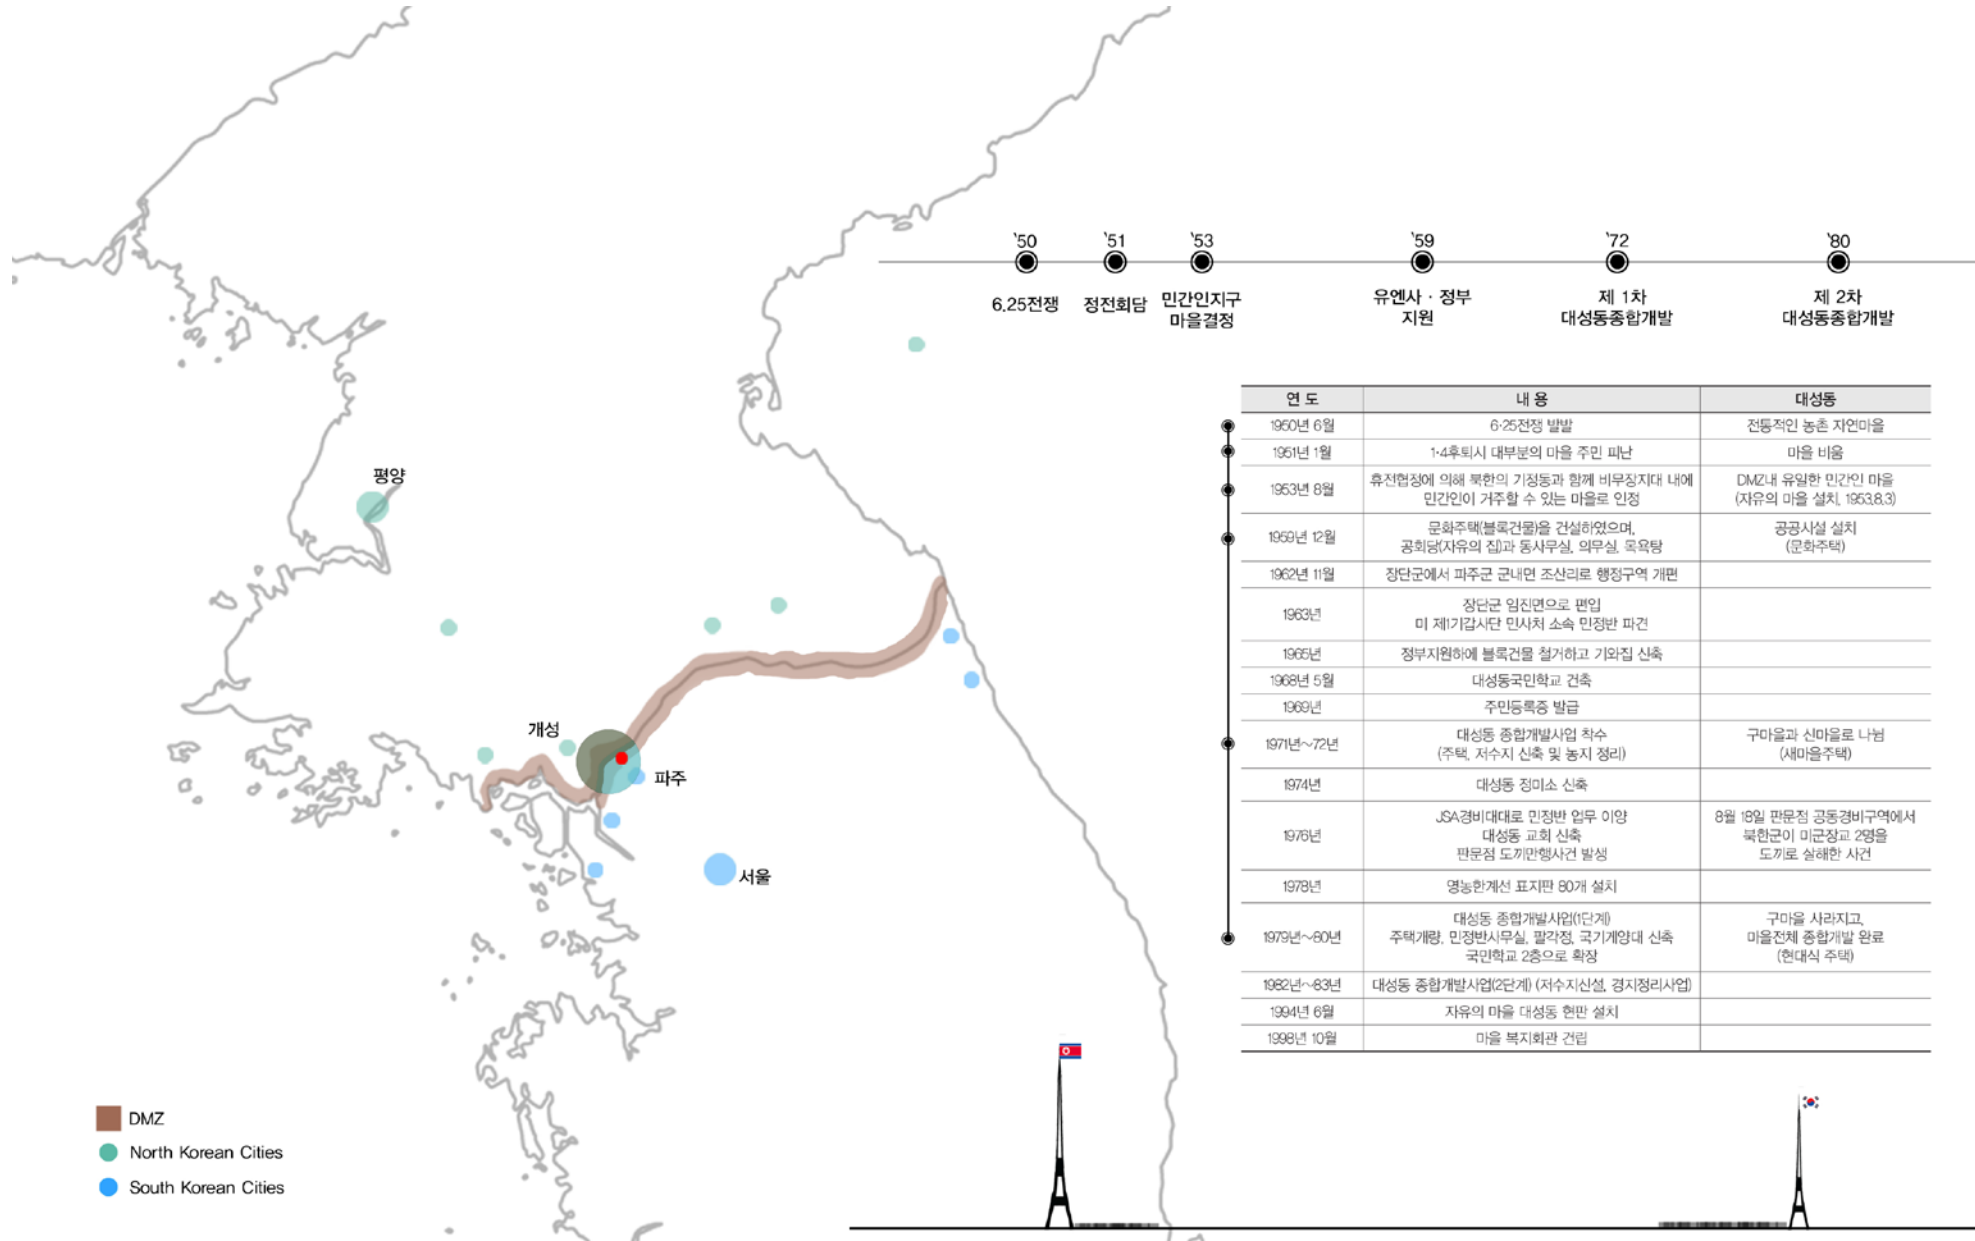 '50
'51
'53
'59
'72
'80
6.25전쟁
정전회담
민간인지구
마을결정
유엔사 · 정부
지원
제 1차
대성동종합개발
제 2차
대성동종합개발
평양
개성
파주
서울
DMZ
North Korean Cities
South Korean Cities
연 도 내 용 대성동
1950년 6월 6·25전쟁 발발 전통적인 농촌 자연마을
1951년 1월 1·4후퇴시 대부분의 마을 주민 피난 마을 비움
1953년 8월
휴전협정에 의해 북한의 기정동과 함께 비무장지대 내에
민간인이 거주할 수 있는 마을로 인정
DMZ내 유일한 민간인 마을
(자유의 마을 설치, 1953.8.3)
1959년 12월
문화주택(블록건물)을 건설하였으며,
공회당(자유의 집)과 동사무실, 의무실, 목욕탕
공공시설 설치
(문화주택)
1962년 11월 장단군에서 파주군 군내면 조산리로 행정구역 개편
1963년
장단군 임진면으로 편입
미 제1기갑사단 민사처 소속 민정반 파견
1965년 정부지원하에 블록건물 철거하고 기와집 신축
1968년 5월 대성동국민학교 건축
1969년 주민등록증 발급
1971년~72년
대성동 종합개발사업 착수
(주택, 저수지 신축 및 농지 정리)
구마을과 신마을로 나뉨
(새마을주택)
1974년 대성동 정미소 신축
1976년
JSA경비대대로 민정반 업무 이양
대성동 교회 신축
판문점 도끼만행사건 발생
8월 18일 판문점 공동경비구역에서
북한군이 미군장교 2명을
도끼로 살해한 사건
1978년 영농한계선 표지판 80개 설치
1979년~80년
대성동 종합개발사업(1단계)
주택개량, 민정반사무실, 팔각정, 국기게양대 신축
국민학교 2층으로 확장
구마을 사라지고,
마을전체 종합개발 완료
(현대식 주택)
1982년~83년 대성동 종합개발사업(2단계) (저수지신설, 경지정리사업)
1994년 6월 자유의 마을 대성동 현판 설치
1998년 10월 마을 복지회관 건립